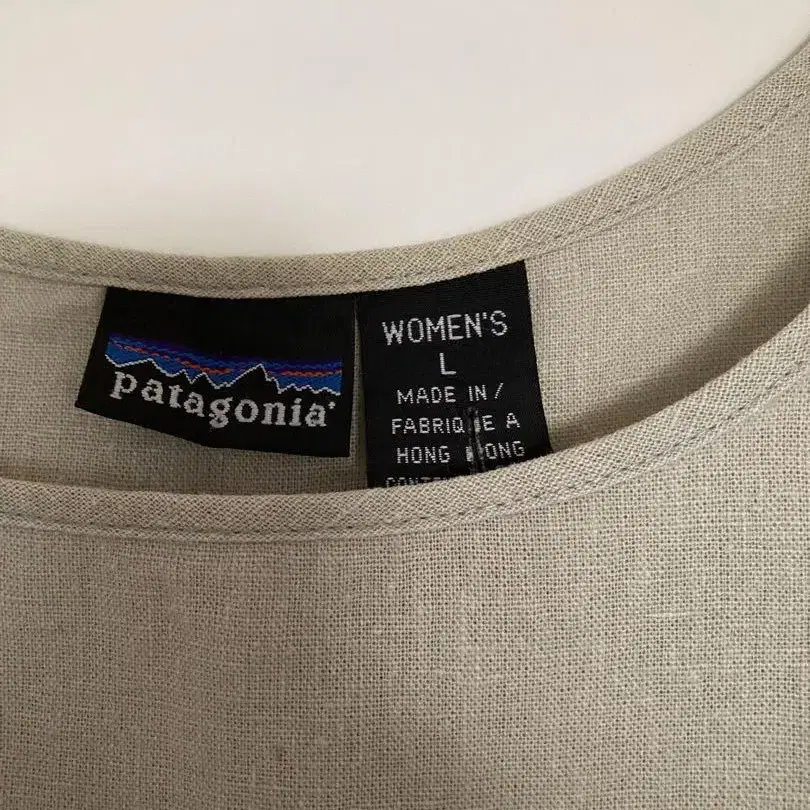 patagonia
WOMEN'S
L
MADE IN/
FABRIQUE A
HONG KONG